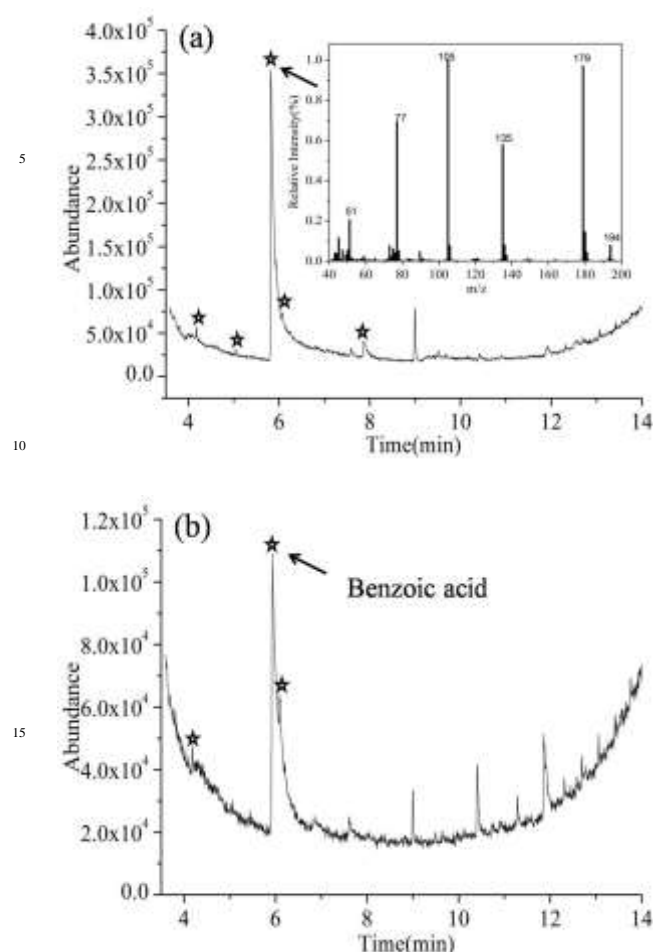 (a)
4.0x10⁵
3.5x10⁵
3.0x10⁵
2.5x10⁵
2.0x10⁵
1.5x10⁵
1.0x10⁵
5.0x10⁴
0.0
Abundance
4 6 8 10 12 14
Time(min)
1.0
0.8
0.6
0.4
0.2
0.0
Relative Intensity(%)
51
77
105
135
179
194
40 60 80 100 120 140 160 180 200
m/z
5
10
(b)
1.2x10⁵
1.0x10⁵
8.0x10⁴
6.0x10⁴
4.0x10⁴
2.0x10⁴
0.0
Abundance
Benzoic acid
15
4 6 8 10 12 14
Time(min)